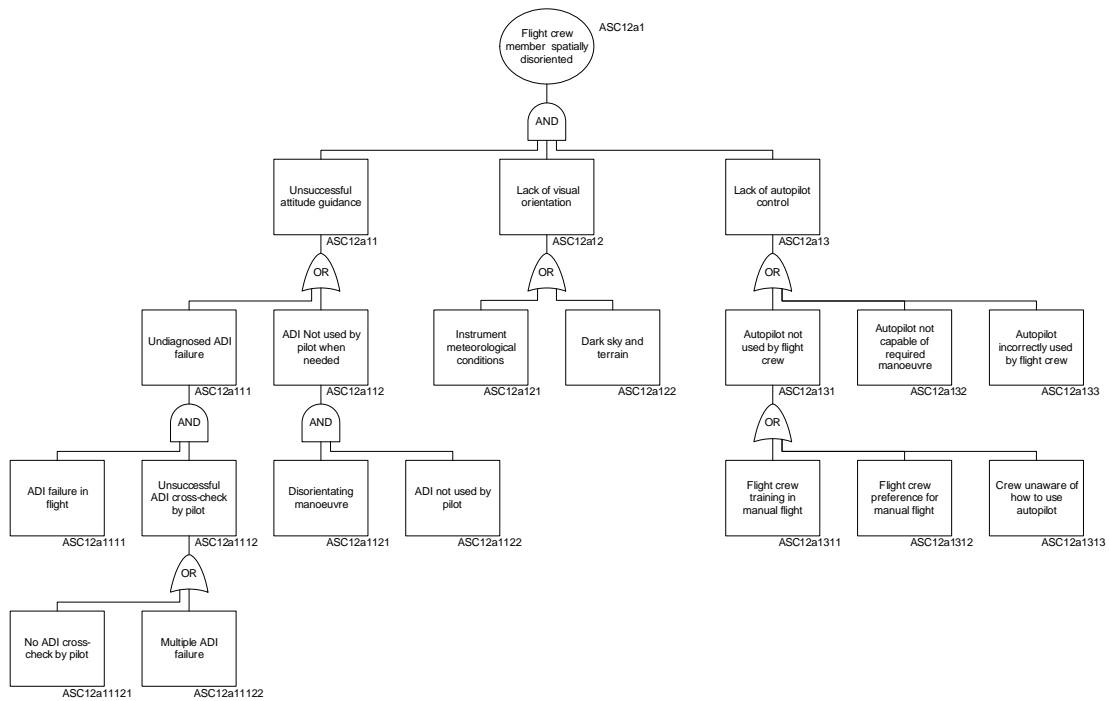 Flight crew
member spatially
disoriented
ASC12a1
AND
Unsuccessful
attitude guidance
ASC12a11
Lack of visual
orientation
ASC12a12
Lack of autopilot
control
ASC12a13
OR
OR
OR
Undiagnosed ADI
failure
ASC12a111
ADI Not used by
pilot when
needed
ASC12a112
Instrument
meteorological
conditions
ASC12a121
Dark sky and
terrain
ASC12a122
Autopilot not
used by flight
crew
ASC12a131
Autopilot not
capable of
required
manoeuvre
ASC12a132
Autopilot
incorrectly used
by flight crew
ASC12a133
AND
AND
OR
ADI failure in
flight
ASC12a1111
Unsuccessful
ADI cross-check
by pilot
ASC12a1112
Disorientating
manoeuvre
ASC12a1121
ADI not used by
pilot
ASC12a1122
Flight crew
training in
manual flight
ASC12a1311
Flight crew
preference for
manual flight
ASC12a1312
Crew unaware of
how to use
autopilot
ASC12a1313
OR
No ADI cross-
check by pilot
ASC12a11121
Multiple ADI
failure
ASC12a11122